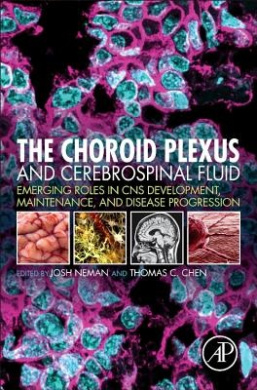 THE CHOROID PLEXUS
AND CEREBROSPINAL FLUID
EMERGING ROLES IN CNS DEVELOPMENT,
MAINTENANCE, AND DISEASE PROGRESSION
EDITED BY JOSH NEMAN AND THOMAS C. CHEN
AP